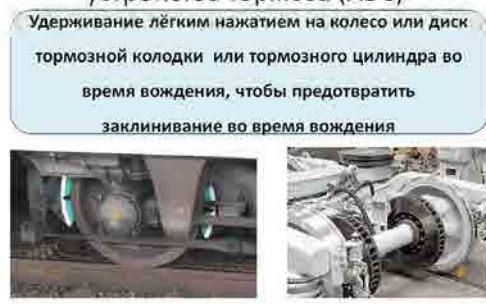 Удерживание лёгким нажатием на колесо или диск
тормозной колодки или тормозного цилиндра во
время вождения, чтобы предотвратить
заклинивание во время вождения